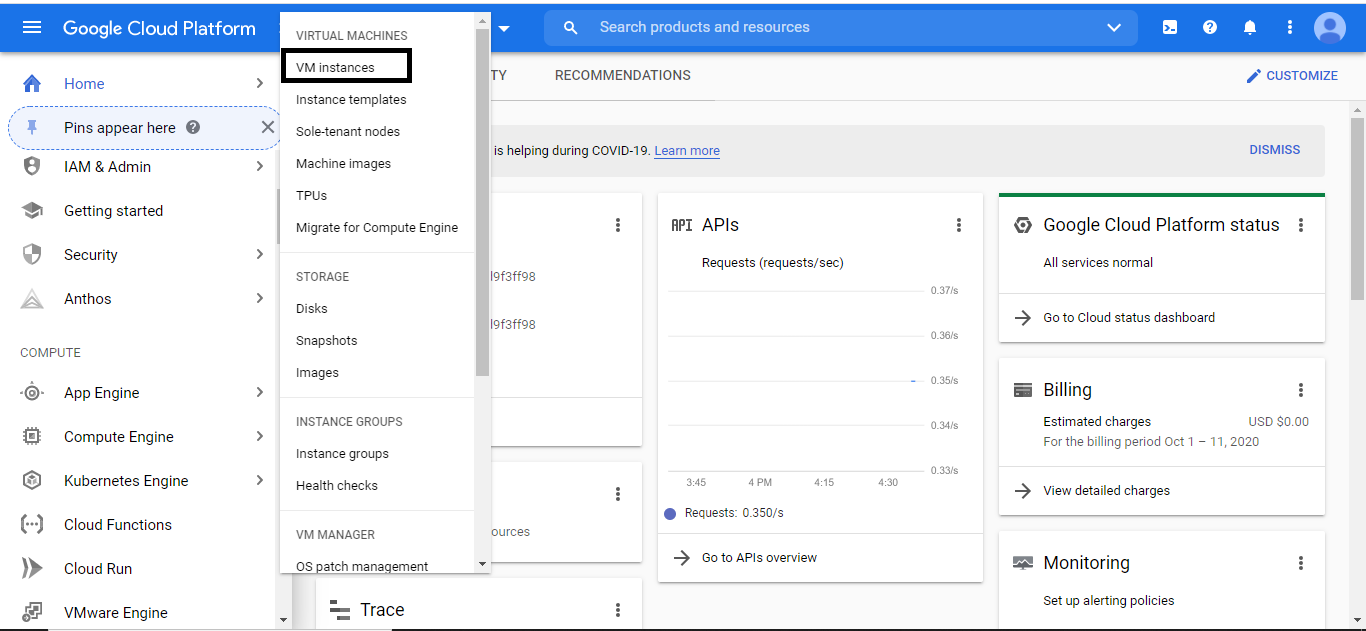 Google Cloud Platform
Search products and resources
Home
Pins appear here
IAM & Admin
Getting started
Security
Anthos
COMPUTE
App Engine
Compute Engine
Kubernetes Engine
Cloud Functions
Cloud Run
VMware Engine
VIRTUAL MACHINES
VM instances
Instance templates
Sole-tenant nodes
Machine images
TPUs
Migrate for Compute Engine
STORAGE
Disks
Snapshots
Images
INSTANCE GROUPS
Instance groups
Health checks
VM MANAGER
OS patch management
TY
RECOMMENDATIONS
CUSTOMIZE
is helping during COVID-19. Learn more
DISMISS
l9f3ff98
l9f3ff98
ources
Trace
API APIs
Requests (requests/sec)
0.37/s
0.36/s
0.35/s
0.34/s
0.33/s
3:45 4 PM 4:15 4:30
Requests: 0.350/s
Go to APIs overview
Google Cloud Platform status
All services normal
Go to Cloud status dashboard
Billing
Estimated charges USD $0.00
For the billing period Oct 1 – 11, 2020
View detailed charges
Monitoring
Set up alerting policies